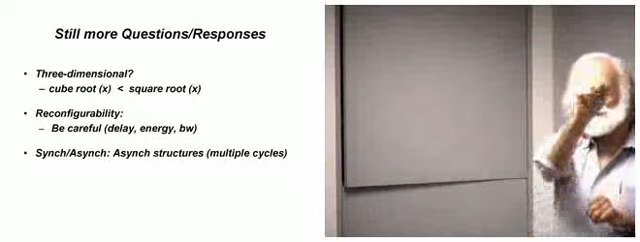 Still more Questions/Responses
• Three-dimensional?
– cube root (x) < square root (x)
• Reconfigurability:
– Be careful (delay, energy, bw)
• Synch/Asynch: Asynch structures (multiple cycles)